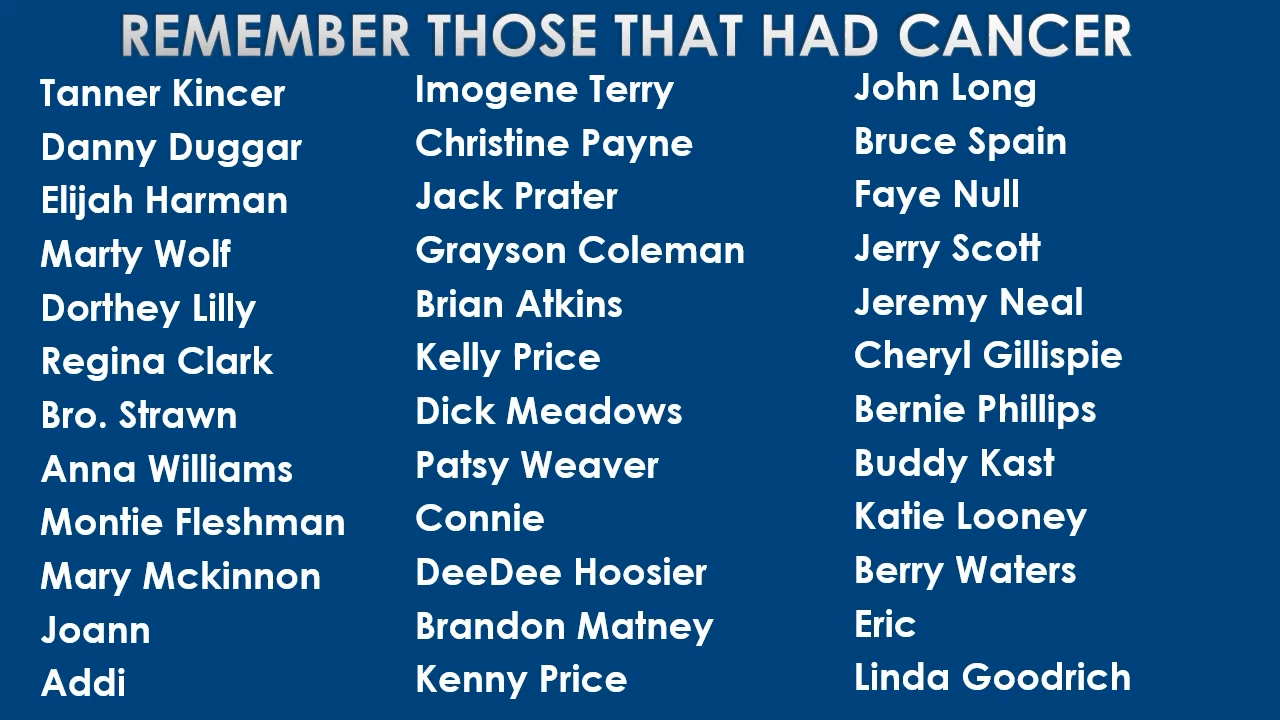 REMEMBER THOSE THAT HAD CANCER
Tanner Kincer
Danny Duggar
Elijah Harman
Marty Wolf
Dorthey Lilly
Regina Clark
Bro. Strawn
Anna Williams
Montie Fleshman
Mary Mckinnon
Joann
Addi
Imogene Terry
Christine Payne
Jack Prater
Grayson Coleman
Brian Atkins
Kelly Price
Dick Meadows
Patsy Weaver
Connie
DeeDee Hoosier
Brandon Matney
Kenny Price
John Long
Bruce Spain
Faye Null
Jerry Scott
Jeremy Neal
Cheryl Gillispie
Bernie Phillips
Buddy Kast
Katie Looney
Berry Waters
Eric
Linda Goodrich